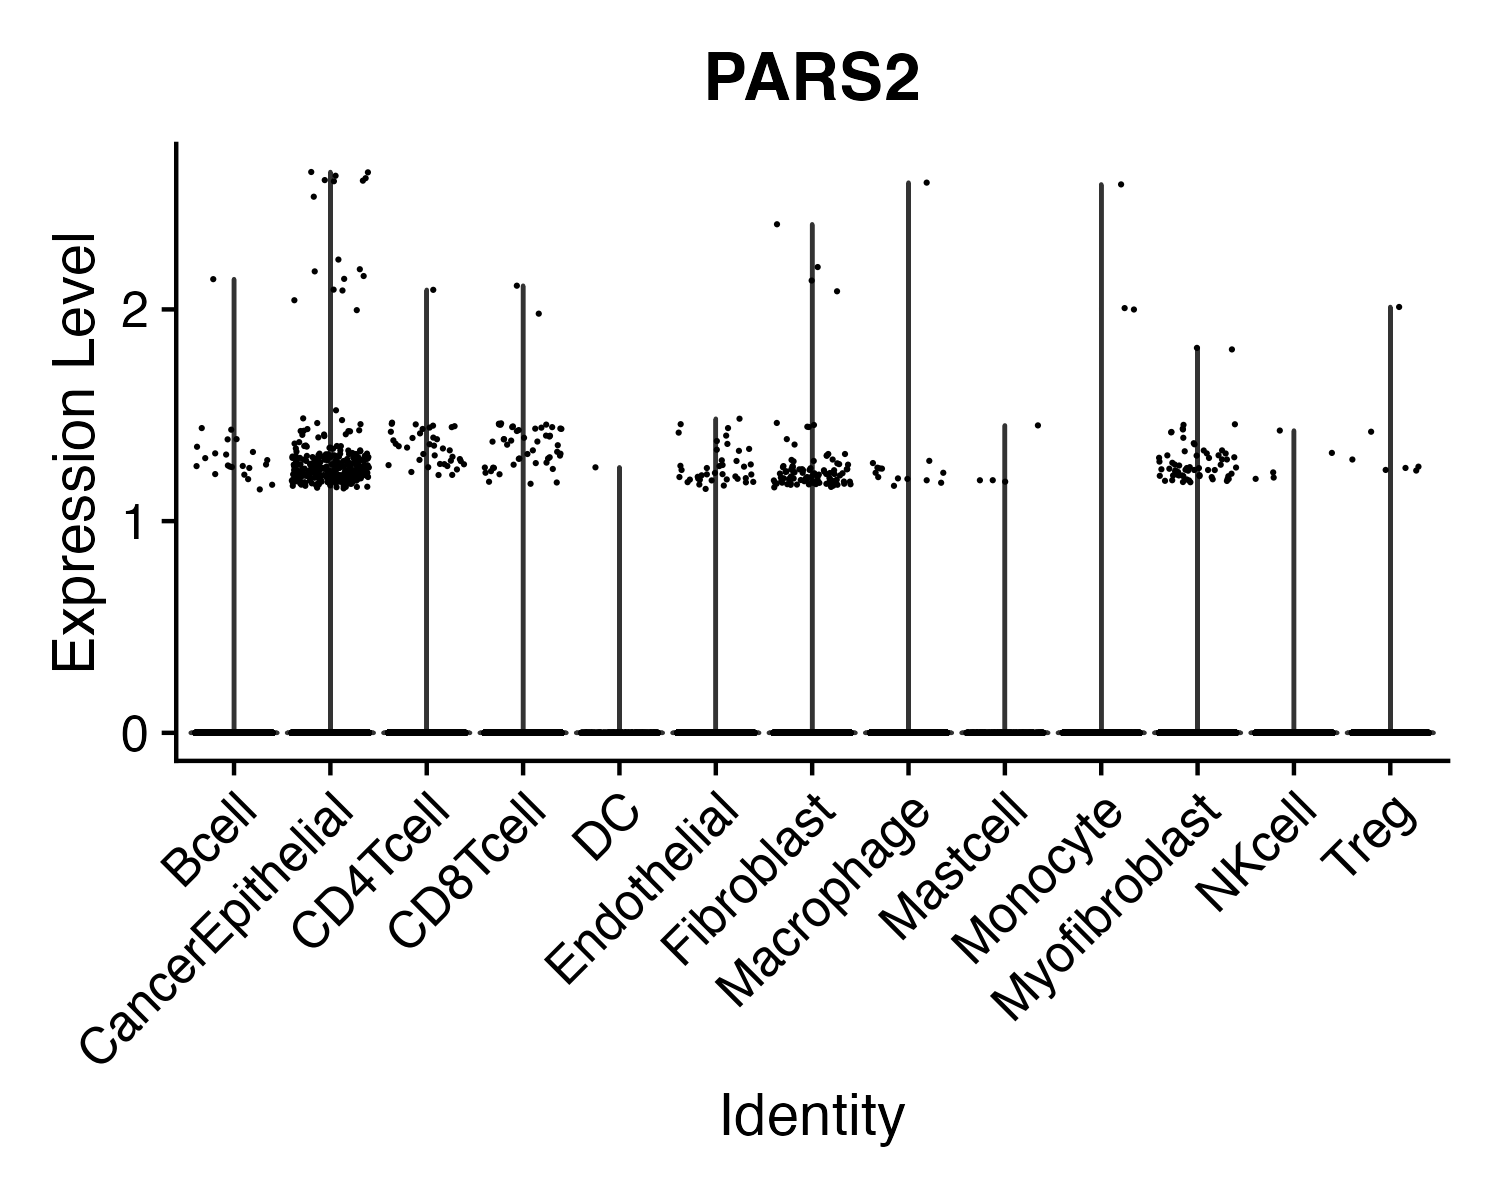 PARS2
Expression Level
2
1
0
Bcell
CancerEpithelial
CD4Tcell
CD8Tcell
DC
Endothelial
Fibroblast
Macrophage
Mastcell
Monocyte
Myofibroblast
NKcell
Treg
Identity